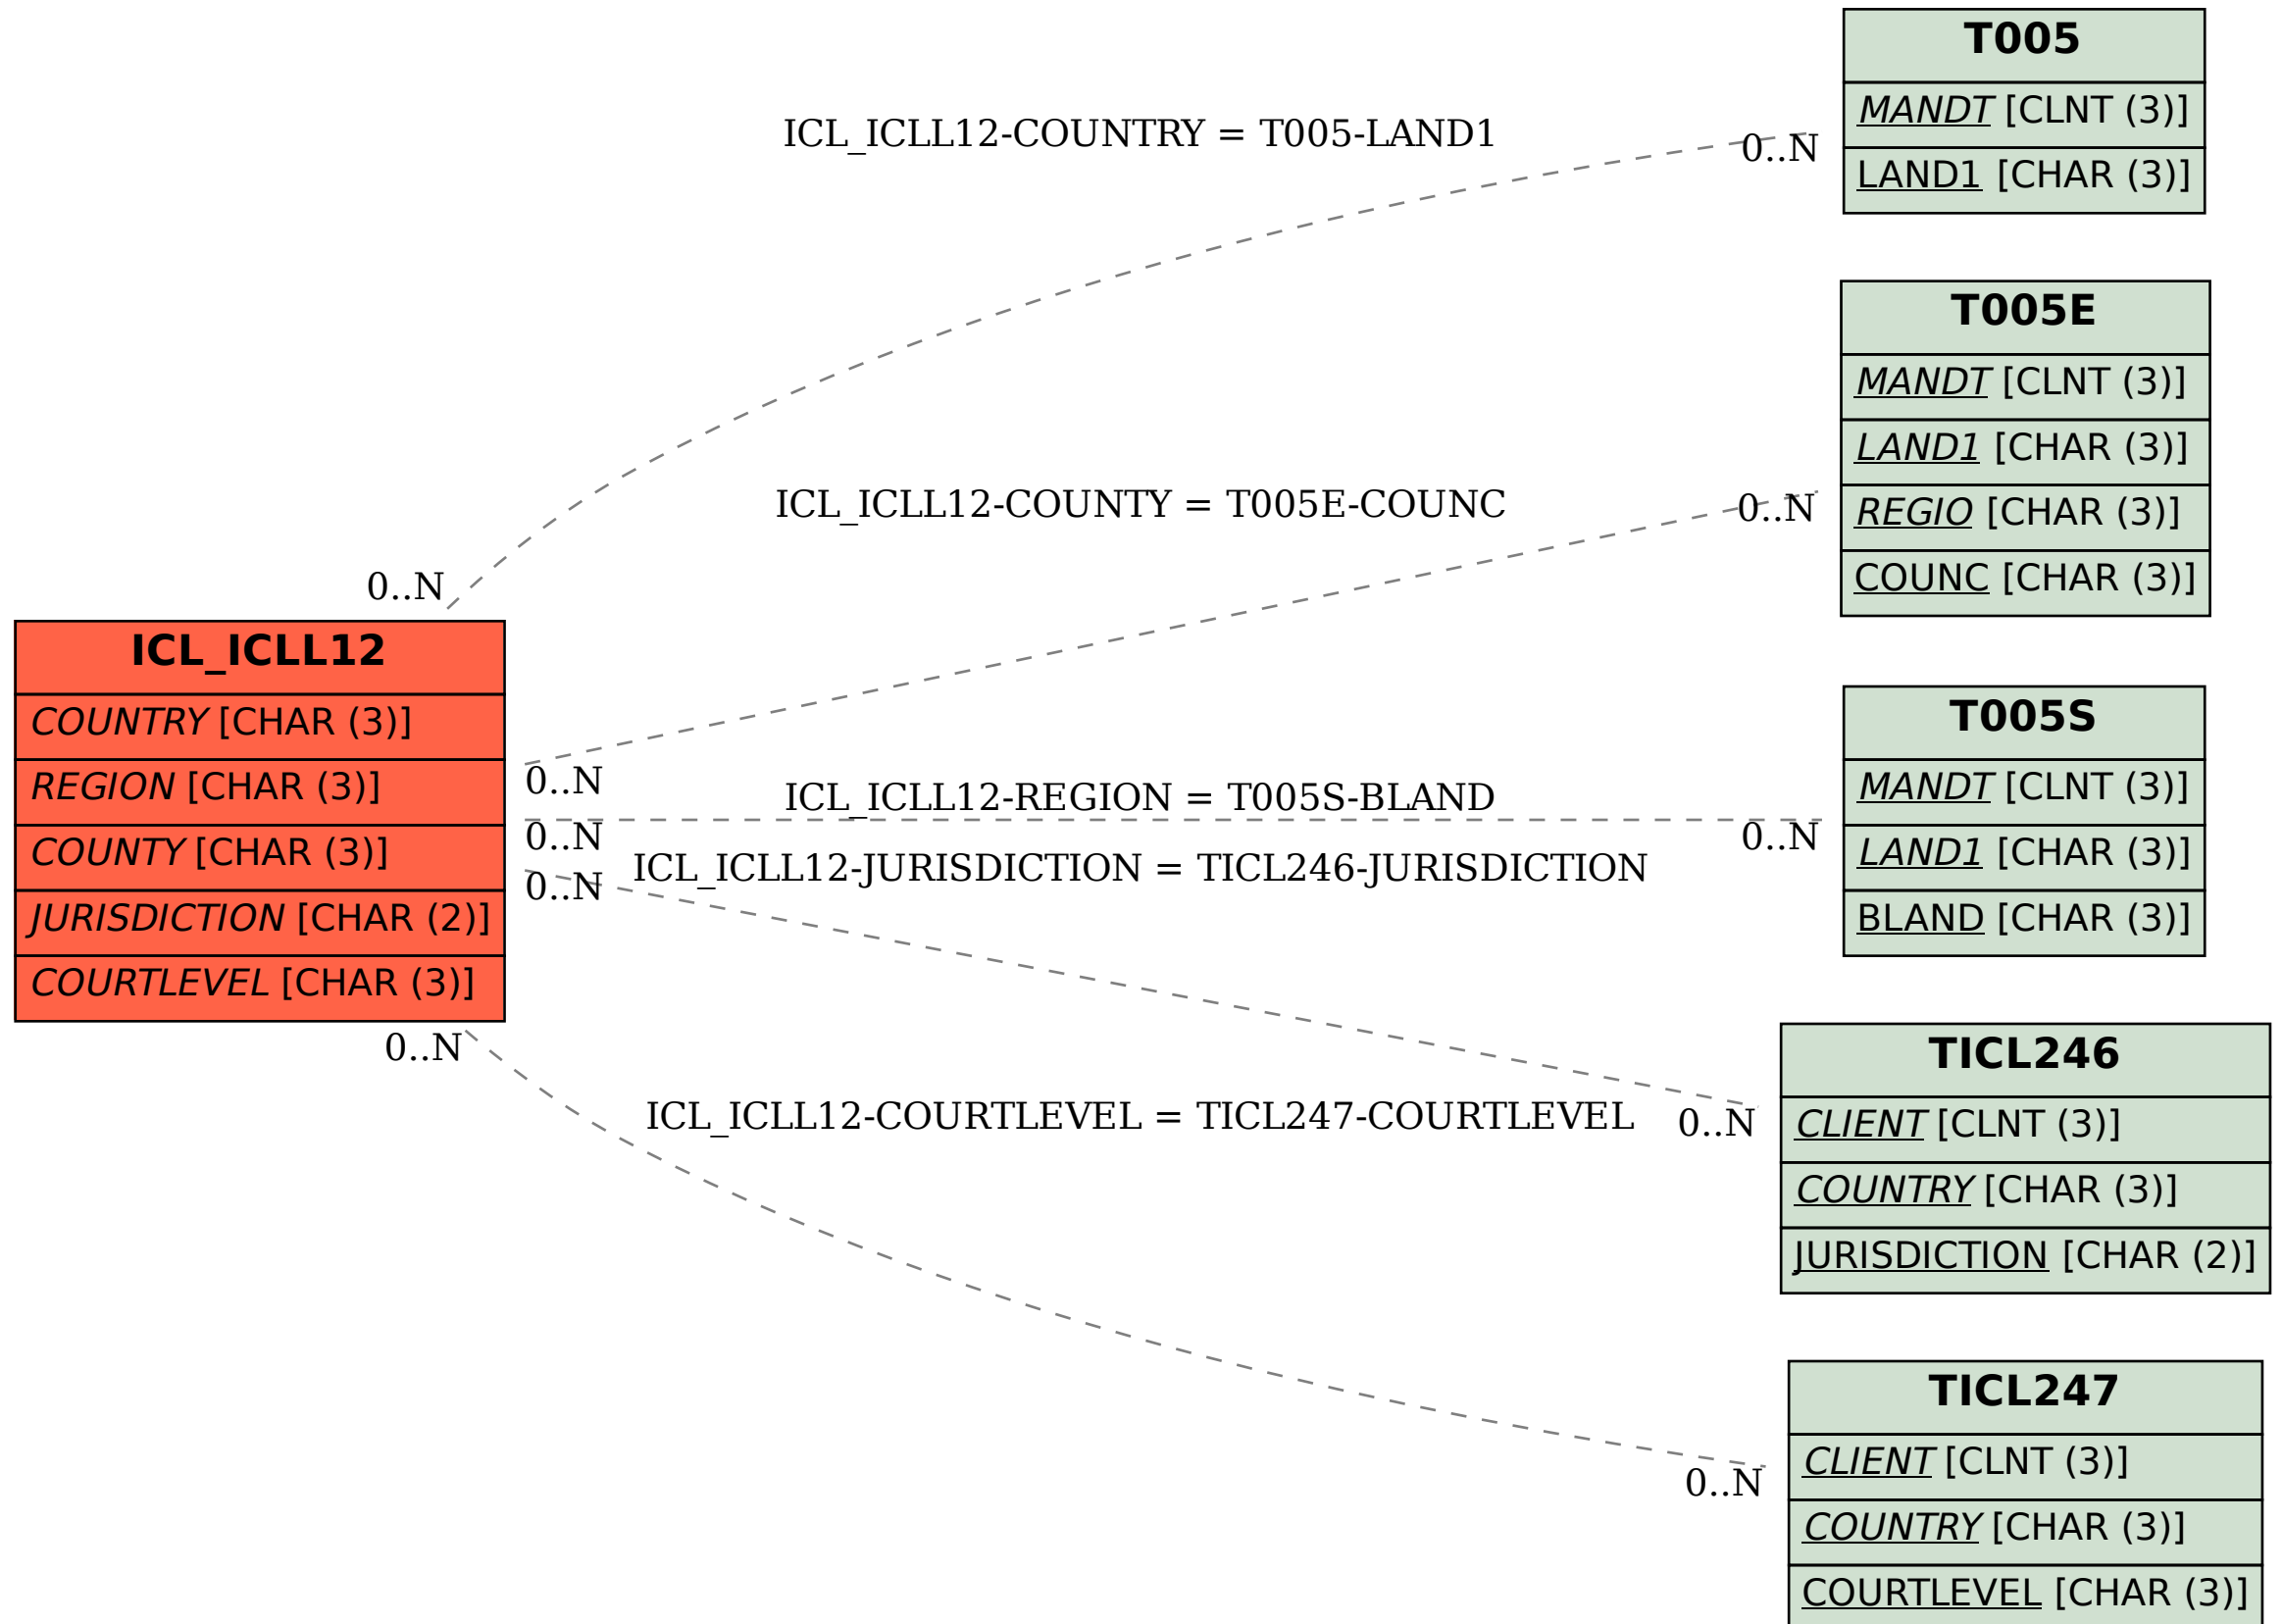 T005
MANDT [CLNT (3)]
LAND1 [CHAR (3)]
ICL_ICLL12-COUNTRY = T005-LAND1
0..N
0..N
T005E
MANDT [CLNT (3)]
LAND1 [CHAR (3)]
REGIO [CHAR (3)]
COUNC [CHAR (3)]
ICL_ICLL12-COUNTY = T005E-COUNC
0..N
0..N
ICL_ICLL12
COUNTRY [CHAR (3)]
REGION [CHAR (3)]
COUNTY [CHAR (3)]
JURISDICTION [CHAR (2)]
COURTLEVEL [CHAR (3)]
T005S
MANDT [CLNT (3)]
LAND1 [CHAR (3)]
BLAND [CHAR (3)]
ICL_ICLL12-REGION = T005S-BLAND
0..N
0..N
ICL_ICLL12-JURISDICTION = TICL246-JURISDICTION
0..N
0..N
TICL246
CLIENT [CLNT (3)]
COUNTRY [CHAR (3)]
JURISDICTION [CHAR (2)]
ICL_ICLL12-COURTLEVEL = TICL247-COURTLEVEL
0..N
0..N
TICL247
CLIENT [CLNT (3)]
COUNTRY [CHAR (3)]
COURTLEVEL [CHAR (3)]